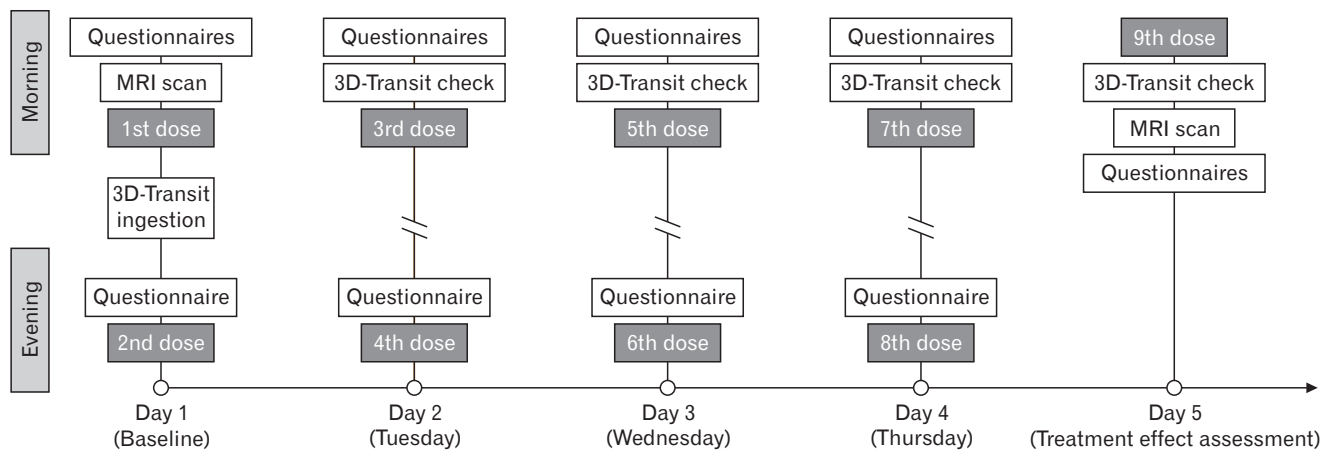 Morning
Questionnaires
MRI scan
1st dose
3D-Transit
ingestion
Questionnaires
3D-Transit check
3rd dose
Questionnaires
3D-Transit check
5th dose
Questionnaires
3D-Transit check
7th dose
9th dose
3D-Transit check
MRI scan
Questionnaires
Evening
Questionnaire
2nd dose
Questionnaire
4th dose
Questionnaire
6th dose
Questionnaire
8th dose
Day 1
(Baseline)
Day 2
(Tuesday)
Day 3
(Wednesday)
Day 4
(Thursday)
Day 5
(Treatment effect assessment)